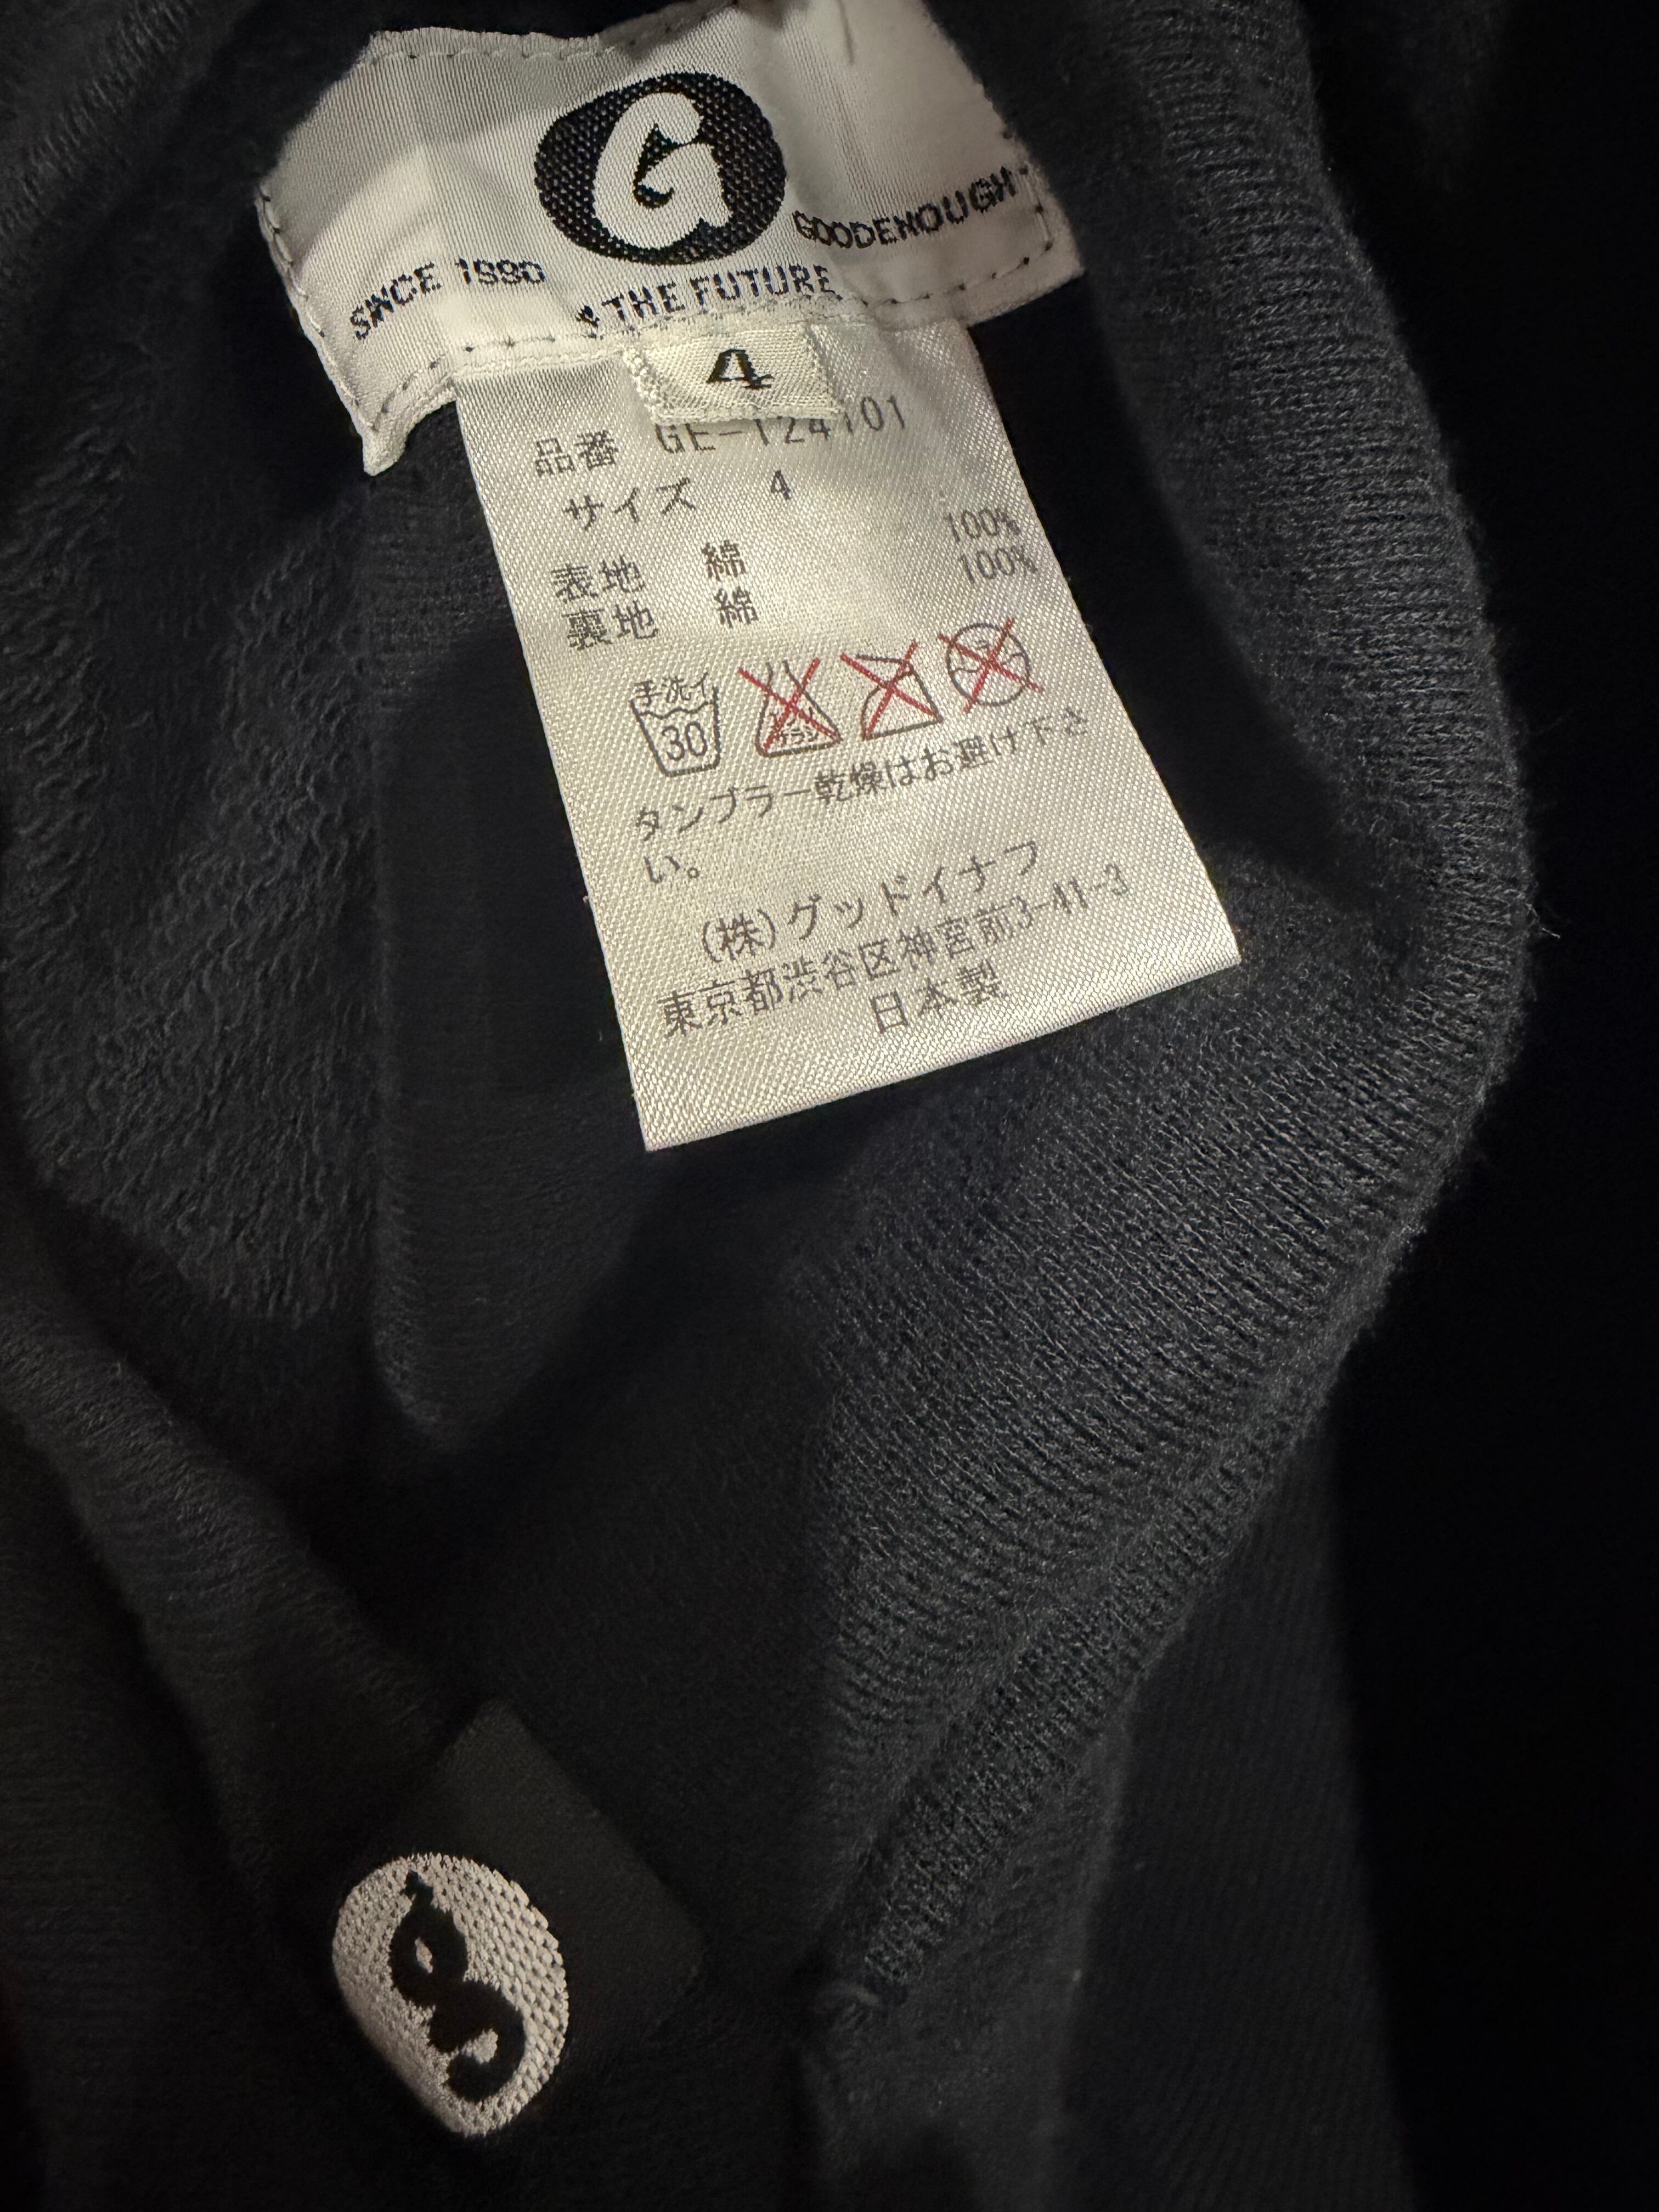 G
SINCE 1990
& THE FUTURE
GOODENOUGH
4
品番 GE-124101
サイズ 4
表地 綿 100%
裏地 綿 100%
手洗イ
30
タンブラー乾燥はお避け下さ
い。
(株)グッドイナフ
東京都渋谷区神宮前3-41-3
日本製